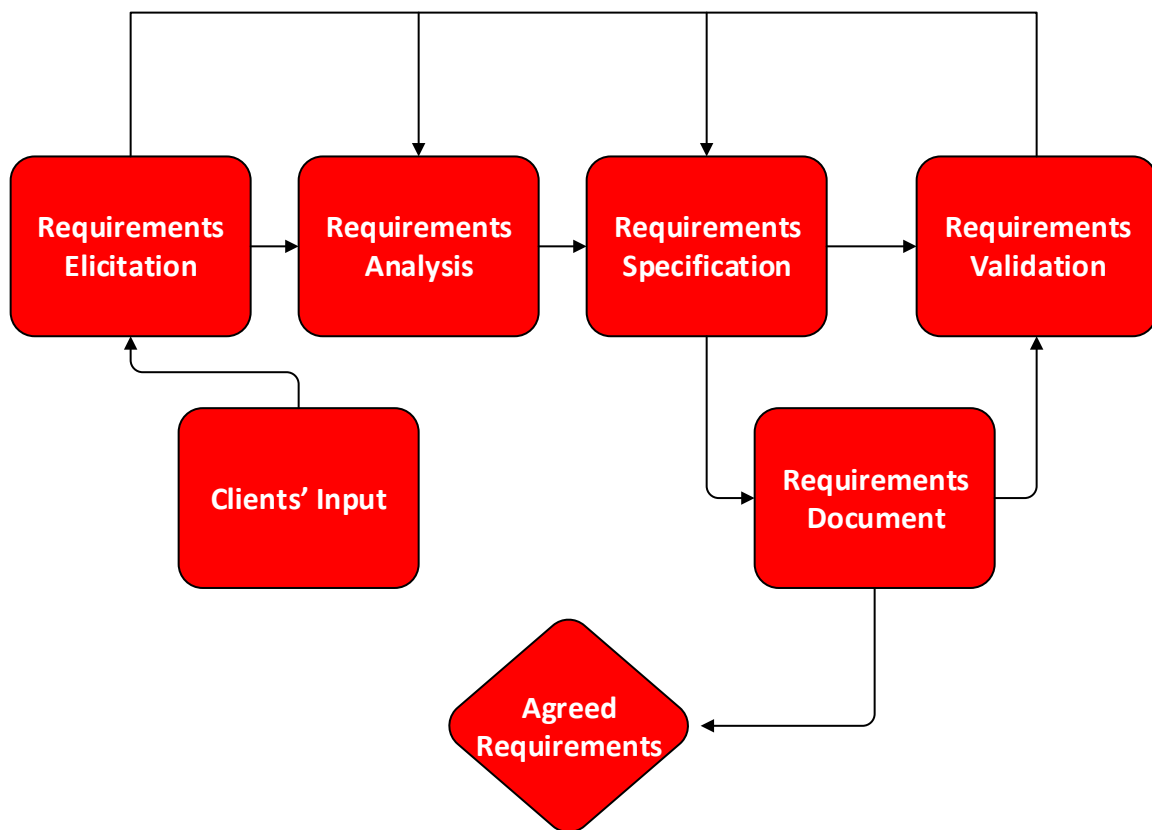 Requirements
Elicitation
Requirements
Analysis
Requirements
Specification
Requirements
Validation
Clients’ Input
Requirements
Document
Agreed
Requirements